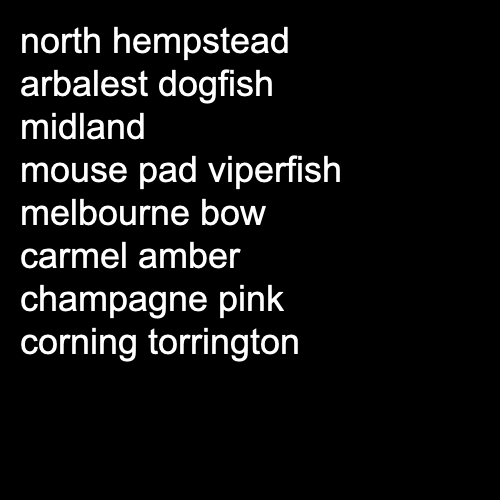 north hempstead
arbalest dogfish
midland
mouse pad viperfish
melbourne bow
carmel amber
champagne pink
corning torrington